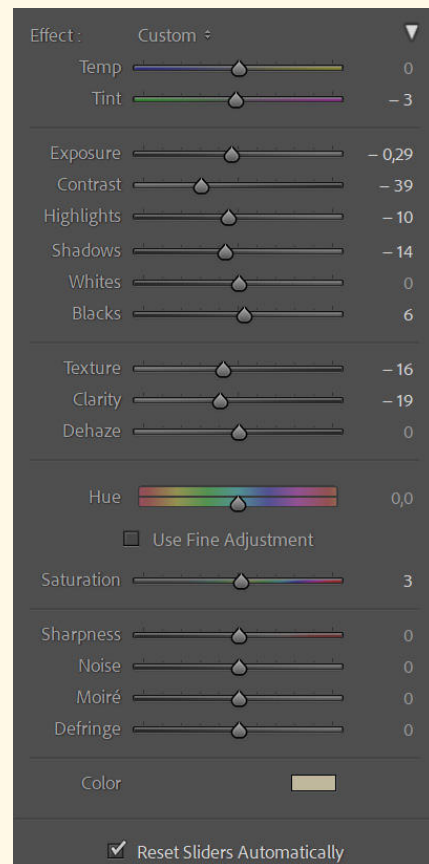 Effect : Custom
Temp 0
Tint – 3
Exposure – 0,29
Contrast – 39
Highlights – 10
Shadows – 14
Whites 0
Blacks 6
Texture – 16
Clarity – 19
Dehaze 0
Hue 0,0
Use Fine Adjustment
Saturation 3
Sharpness 0
Noise 0
Moiré 0
Defringe 0
Color
Reset Sliders Automatically